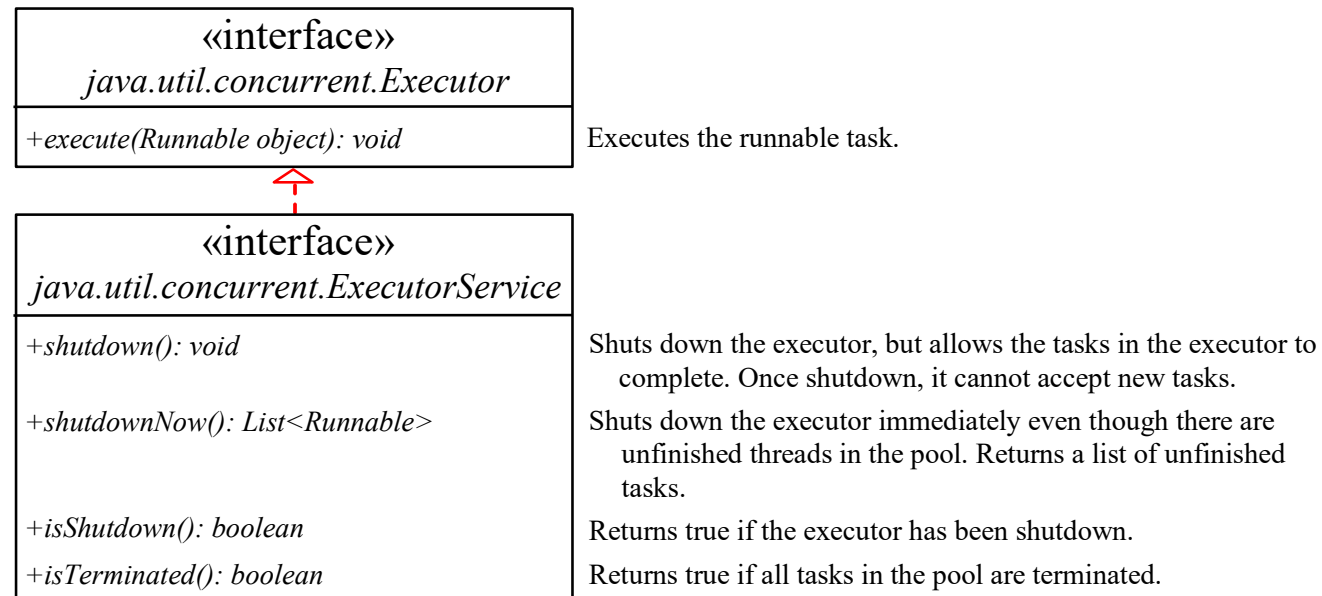 «interface»
java.util.concurrent.Executor
+execute(Runnable object): void
Executes the runnable task.
«interface»
java.util.concurrent.ExecutorService
+shutdown(): void
Shuts down the executor, but allows the tasks in the executor to
complete. Once shutdown, it cannot accept new tasks.
+shutdownNow(): List<Runnable>
Shuts down the executor immediately even though there are
unfinished threads in the pool. Returns a list of unfinished
tasks.
+isShutdown(): boolean
Returns true if the executor has been shutdown.
+isTerminated(): boolean
Returns true if all tasks in the pool are terminated.